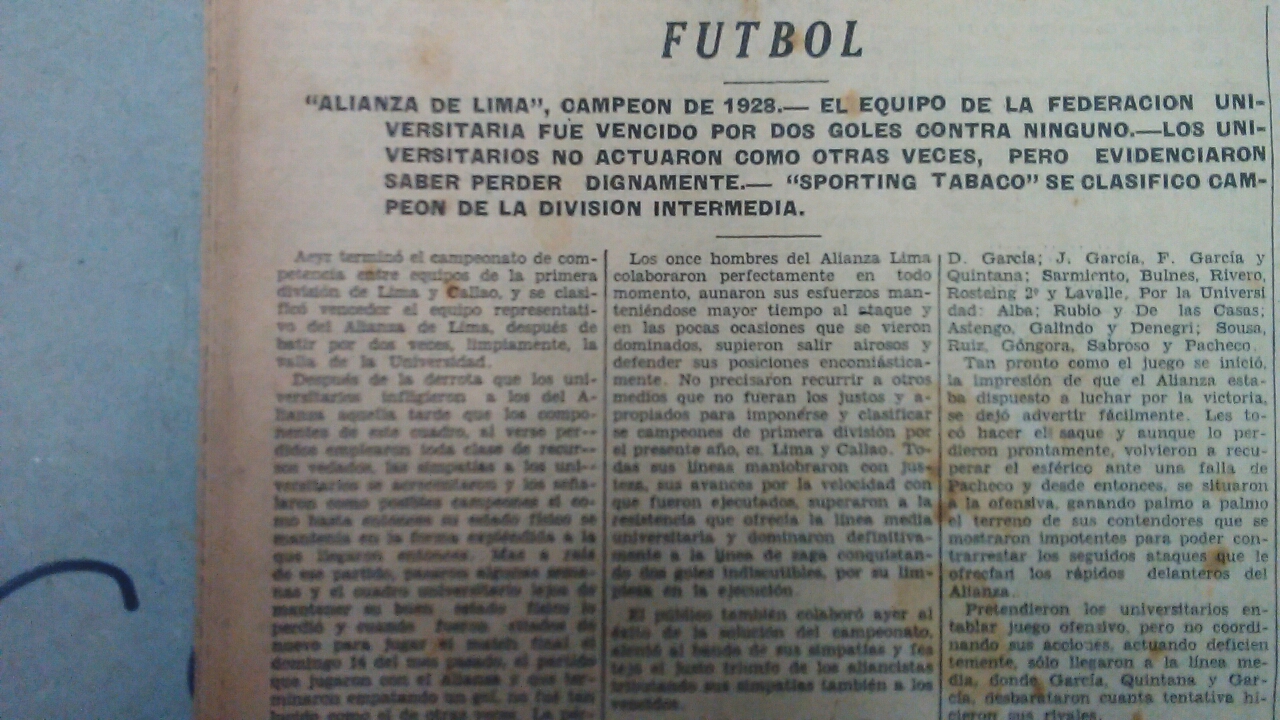 FUTBOL
"ALIANZA DE LIMA", CAMPEON DE 1928.— EL EQUIPO DE LA FEDERACION UNI-
VERSITARIA FUE VENCIDO POR DOS GOLES CONTRA NINGUNO.—LOS UNI-
VERSITARIOS NO ACTUARON COMO OTRAS VECES, PERO EVIDENCIARON
SABER PERDER DIGNAMENTE.— "SPORTING TABACO" SE CLASIFICO CAM-
PEON DE LA DIVISION INTERMEDIA.
Ayer terminó el campeonato de com-
petencia entre equipos de la primera
división de Lima y Callao, y se clasi-
ficó vencedor el equipo representati-
vo del Alianza de Lima, después de
batir por dos veces, limpiamente, la
valla de la Universidad.
Después de la derrota que los uni-
versitarios infligieron a los del A-
lianza aquella tarde que los compo-
nentes de este cuadro, al verse per--
didos emplearon toda clase de recur--
sos vedados, las simpatías a los uni--
versitarios se acrecentaron y los seña-
laron como posibles campeones el co-
mo hasta entonces su estado físico se
mantenía en la forma expléndida a la
que llegaron entonces. Mas a raíz
de ese partido, pasaron algunas sema-
nas y el cuadro universitario lejos de
mantener su buen estado físico lo
perdió y cuando fueron citados de
nuevo para jugar el match final el
domingo 14 del mes pasado, el partido
que jugaron con el Alianza y que ter-
minaron empatando un gol, no fué tan
lucido como el de otras veces. La
Los once hombres del Alianza Lima
colaboraron perfectamente en todo
momento, aunaron sus esfuerzos man-
teniéndose mayor tiempo al ataque y
en las pocas ocasiones que se vieron
dominados, supieron salir airosos y
defender sus posiciones encomiástica-
mente. No precisaron recurrir a otros
medios que no fueran los justos y a-
propiados para imponérse y clasificar
se campeones de primera división por
el presente año, en Lima y Callao. To-
das sus líneas maniobraron con jus-
teza, sus avances por la velocidad con
que fueron ejecutados, superaron a la
resistencia que ofrecía la línea media
universitaria y dominaron definitiva-
mente a la línea de zaga conquistan-
do dos goles indiscutibles, por su lim-
pieza en la ejecución.
El público también colaboró ayer al
éxito de la solución del campeonato,
alentó al bando de sus simpatías y fes
tejó el justo triunfo de los aliancistas
tributando sus simpatías también a los
vencidos.
D. García; J. García, F. García y
Quintana; Sarmiento, Bulnes, Rivero,
Rosteing 2º y Lavalle, Por la Universi
dad: Alba; Rubio y De las Casas;
Astengo, Galindo y Denegri; Sousa,
Ruiz, Góngora, Sabroso y Pacheco.
Tan pronto como el juego se inició,
la impresión de que el Alianza esta-
ba dispuesto a luchar por la victoria,
se dejó advertir fácilmente. Les to-
có hacer el saque y aunque lo per-
dieron prontamente, volvieron a recu-
perar el esférico ante una falla de
Pacheco y desde entonces, se situaron
a la ofensiva, ganando palmo a palmo
el terreno de sus contendores que se
mostraron impotentes para poder con-
trarrestar los seguidos ataques que le
ofrecían los rápidos delanteros del
Alianza.
Pretendieron los universitarios en-
tablar juego ofensivo, pero no coordi-
nando sus acciones, actuando deficien
temente, sólo llegaron a la línea me-
dia, donde García, Quintana y Gar-
cía, desbarataron cuanta tentativa hi-
cieron sus rivales.